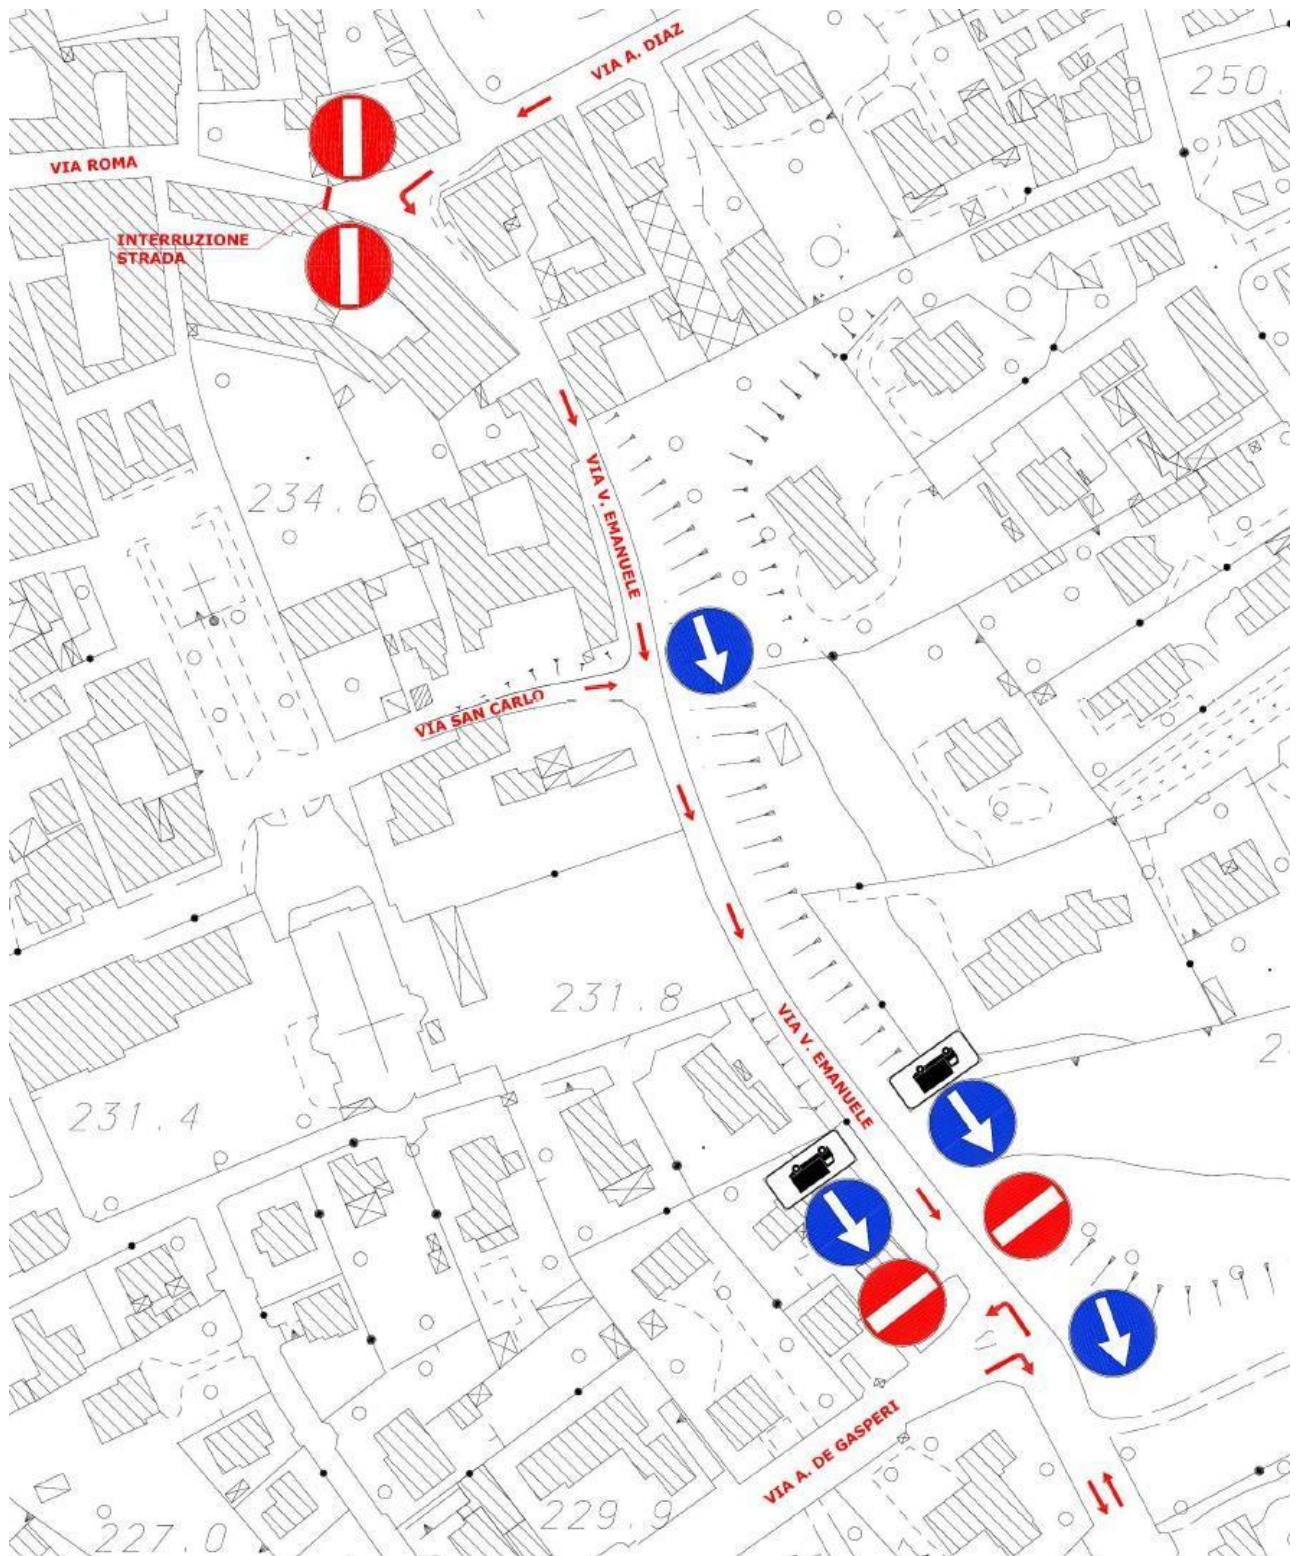 VIA A. DIAZ
250.
VIA ROMA
INTERRUZIONE
STRADA
234.6
VIA V. EMANUELE
VIA SAN CARLO
231.8
VIA V. EMANUELE
2
231.4
VIA A. DE GASPERI
229.9
227.0